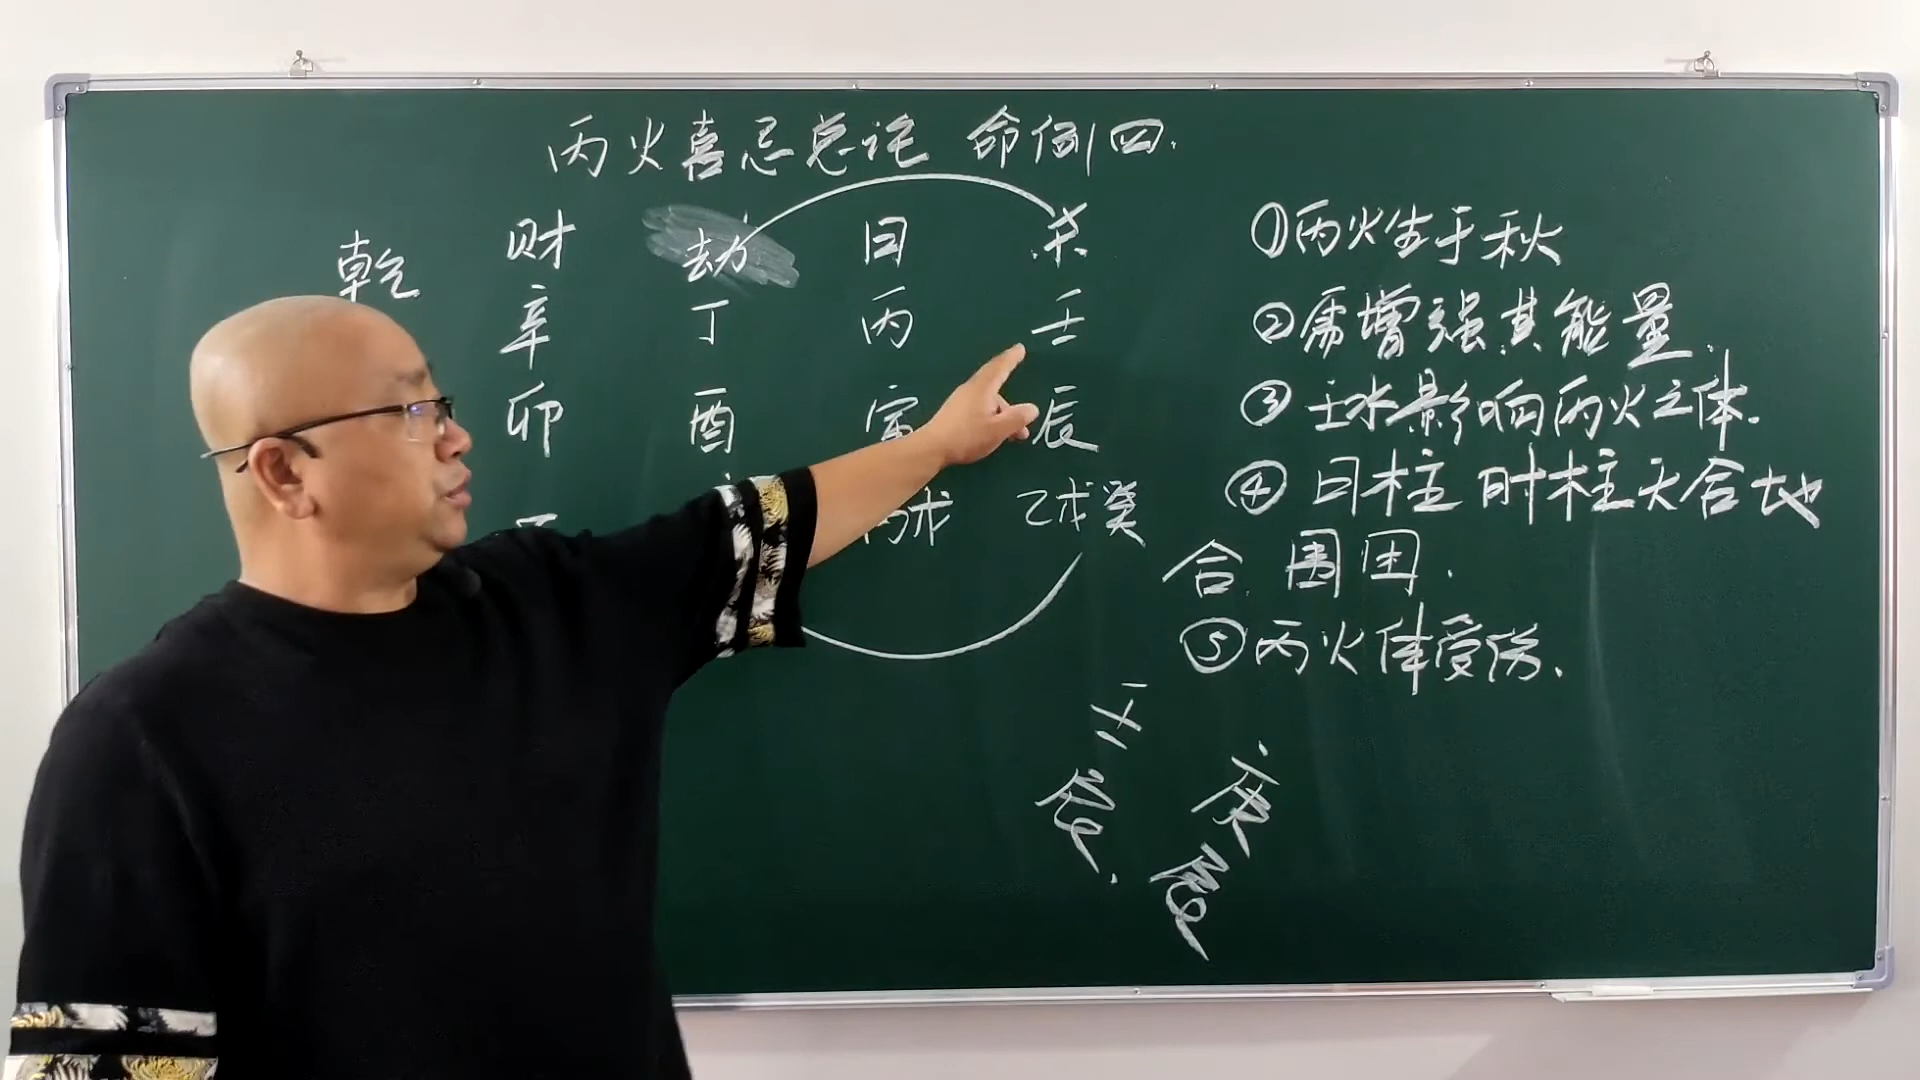 丙火喜忌总论 命例四.
乾 财 劫 日 杀
辛 丁 丙 壬
卯 酉 寅 辰
丙戊 乙戊癸
①丙火生于秋
②需增强其能量.
③壬水影响丙火之体.
④日柱时柱天合地
合.围困.
⑤丙火体受伤.
壬 庚
辰. 辰